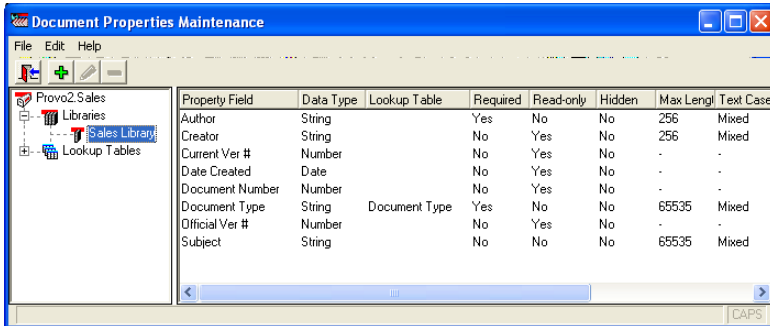 Document Properties Maintenance
File Edit Help
Provo2.Sales
Libraries
Sales Library
Lookup Tables
Property Field Data Type Lookup Table Required Read-only Hidden Max Lengl Text Case
Author String Yes No No 256 Mixed
Creator String No Yes No 256 Mixed
Current Ver # Number No Yes No - -
Date Created Date No Yes No - -
Document Number Number No Yes No - -
Document Type String Document Type Yes No No 65535 Mixed
Official Ver # Number No Yes No - -
Subject String No No No 65535 Mixed
CAPS